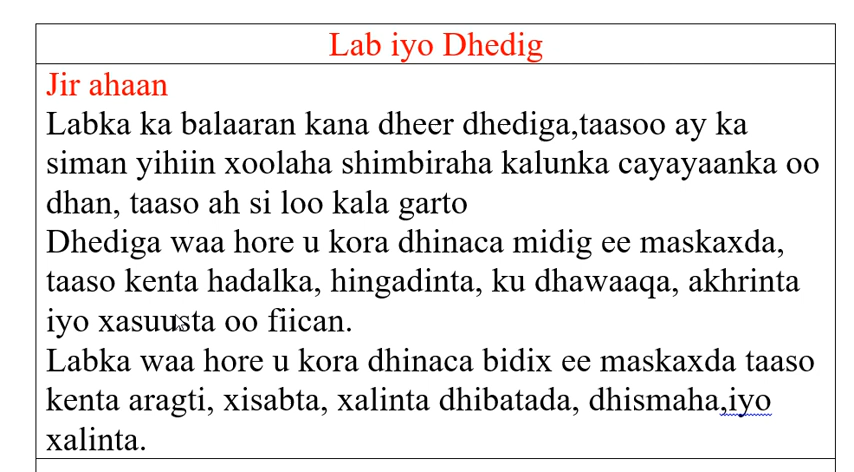 Lab iyo Dhedig
Jir ahaan
Labka ka balaaran kana dheer dhediga,taasoo ay ka
siman yihiin xoolaha shimbiraha kalunka cayayaanka oo
dhan, taaso ah si loo kala garto
Dhediga waa hore u kora dhinaca midig ee maskaxda,
taaso kenta hadalka, hingadinta, ku dhawaaqa, akhrinta
iyo xasuusta oo fiican.
Labka waa hore u kora dhinaca bidix ee maskaxda taaso
kenta aragti, xisabta, xalinta dhibatada, dhismaha,iyo
xalinta.